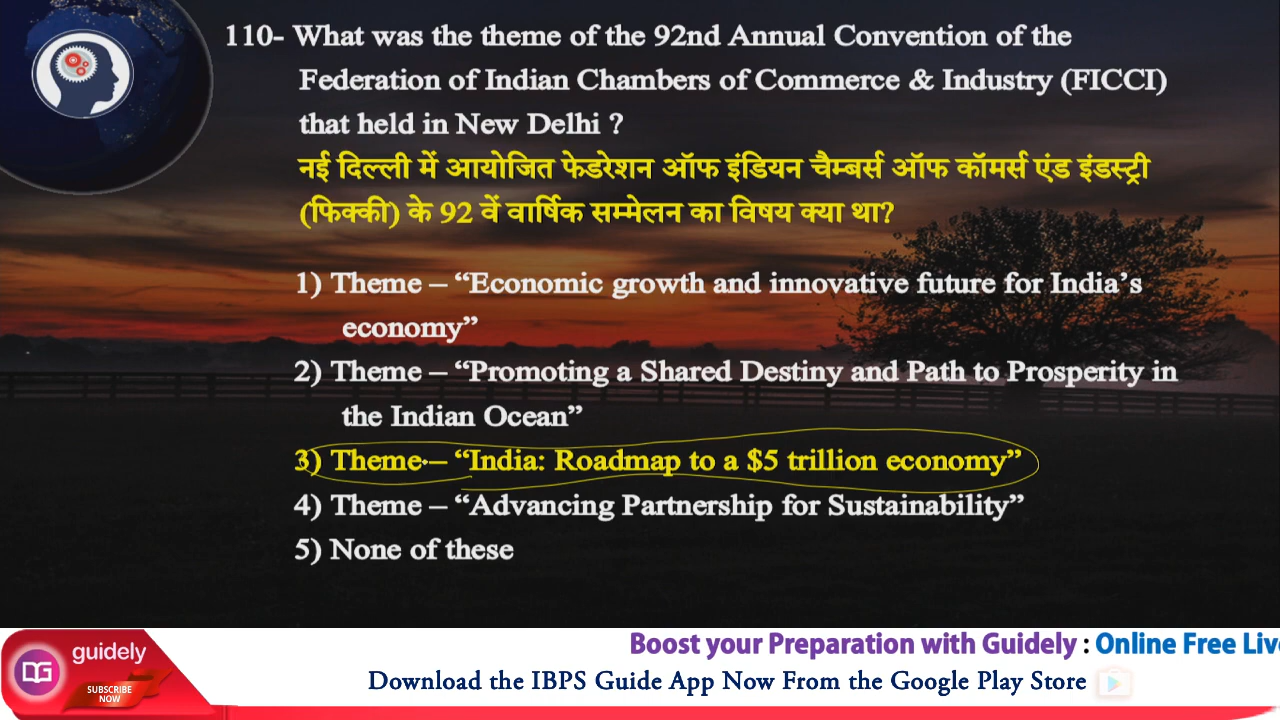 110- What was the theme of the 92nd Annual Convention of the
Federation of Indian Chambers of Commerce & Industry (FICCI)
that held in New Delhi ?
नई दिल्ली में आयोजित फेडरेशन ऑफ इंडियन चैम्बर्स ऑफ कॉमर्स एंड इंडस्ट्री
(फिक्की) के 92 वें वार्षिक सम्मेलन का विषय क्या था?
1) Theme – “Economic growth and innovative future for India’s
economy”
2) Theme – “Promoting a Shared Destiny and Path to Prosperity in
the Indian Ocean”
3) Theme – “India: Roadmap to a $5 trillion economy”
4) Theme – “Advancing Partnership for Sustainability”
5) None of these
guidely
SUBSCRIBE
NOW
Boost your Preparation with Guidely : Online Free Liv
Download the IBPS Guide App Now From the Google Play Store